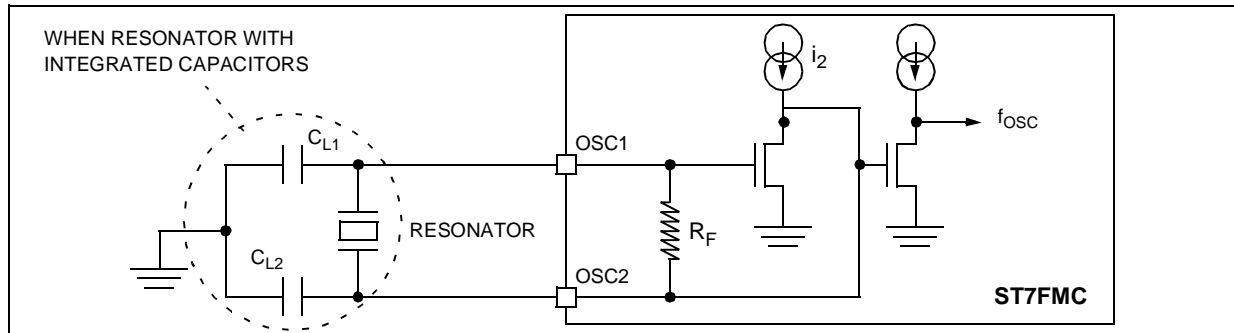 WHEN RESONATOR WITH
INTEGRATED CAPACITORS
i2
fOSC
CL1
OSC1
RESONATOR
RF
CL2
OSC2
ST7FMC